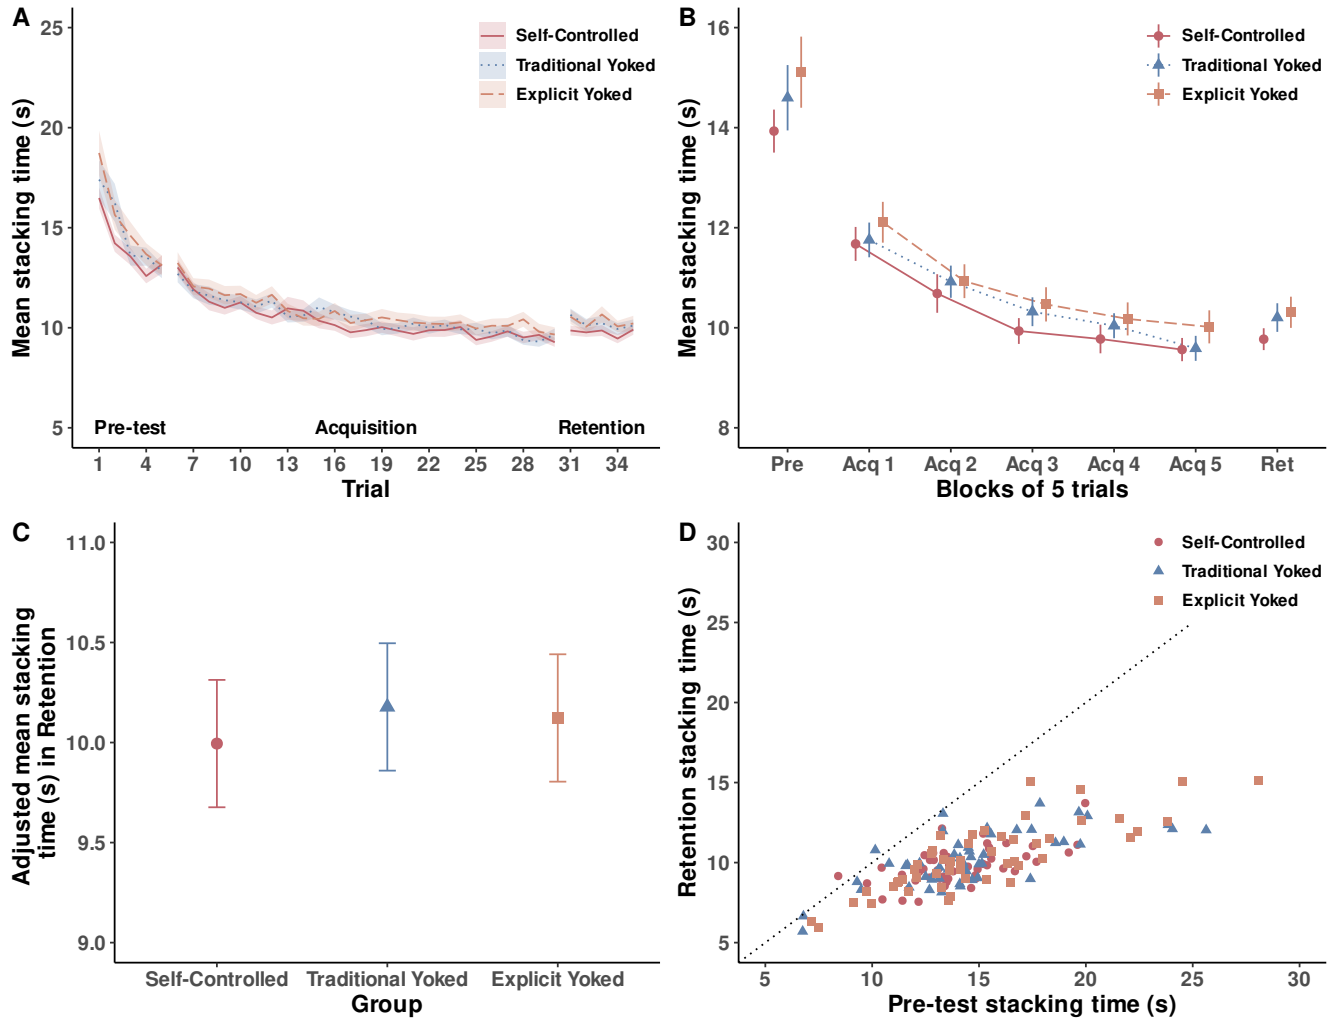 A
Self-Controlled
Traditional Yoked
Explicit Yoked
Mean stacking time (s)
25
20
15
10
5
Pre-test
Acquisition
Retention
1 4 7 10 13 16 19 22 25 28 31 34
Trial
B
Self-Controlled
Traditional Yoked
Explicit Yoked
Mean stacking time (s)
16
14
12
10
8
Pre Acq 1 Acq 2 Acq 3 Acq 4 Acq 5 Ret
Blocks of 5 trials
C
Adjusted mean stacking
time (s) in Retention
11.0
10.5
10.0
9.5
9.0
Self-Controlled Traditional Yoked Explicit Yoked
Group
D
Self-Controlled
Traditional Yoked
Explicit Yoked
Retention stacking time (s)
30
25
20
15
10
5
5 10 15 20 25 30
Pre-test stacking time (s)